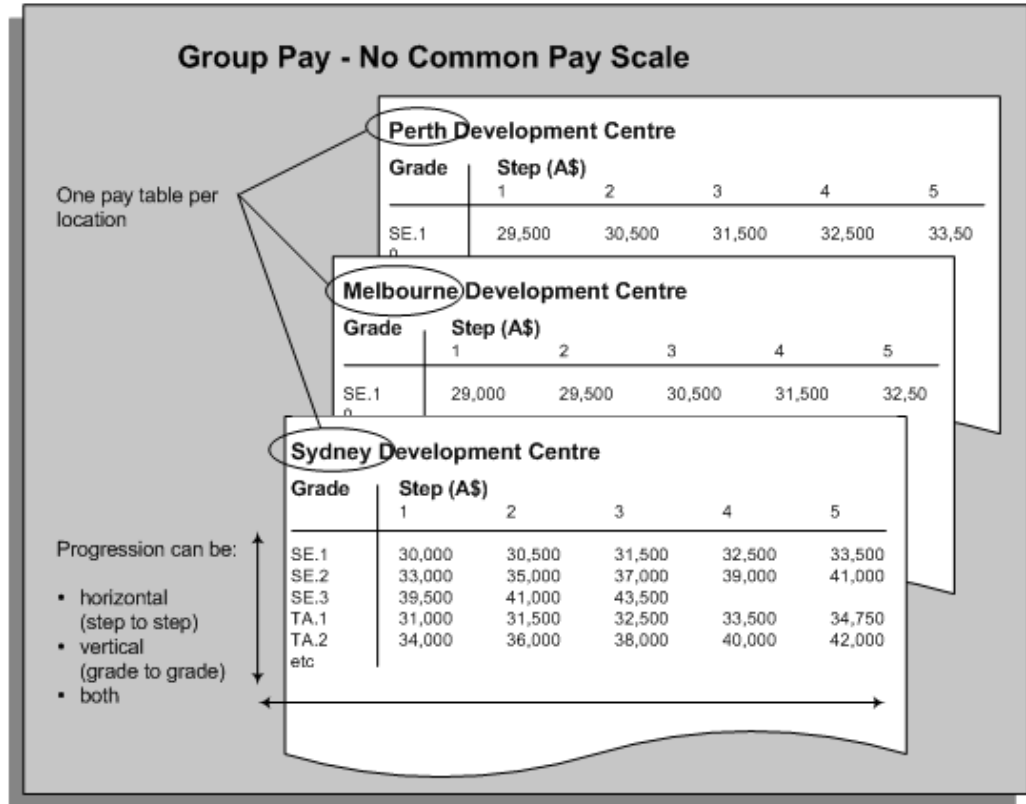 Group Pay - No Common Pay Scale
One pay table per
location
Perth Development Centre
Grade Step (A$)
1 2 3 4 5
SE.1 29,500 30,500 31,500 32,500 33,50
Melbourne Development Centre
Grade Step (A$)
1 2 3 4 5
SE.1 29,000 29,500 30,500 31,500 32,50
Sydney Development Centre
Grade Step (A$)
1 2 3 4 5
SE.1 30,000 30,500 31,500 32,500 33,500
SE.2 33,000 35,000 37,000 39,000 41,000
SE.3 39,500 41,000 43,500
TA.1 31,000 31,500 32,500 33,500 34,750
TA.2 34,000 36,000 38,000 40,000 42,000
etc
Progression can be:
• horizontal
(step to step)
• vertical
(grade to grade)
• both